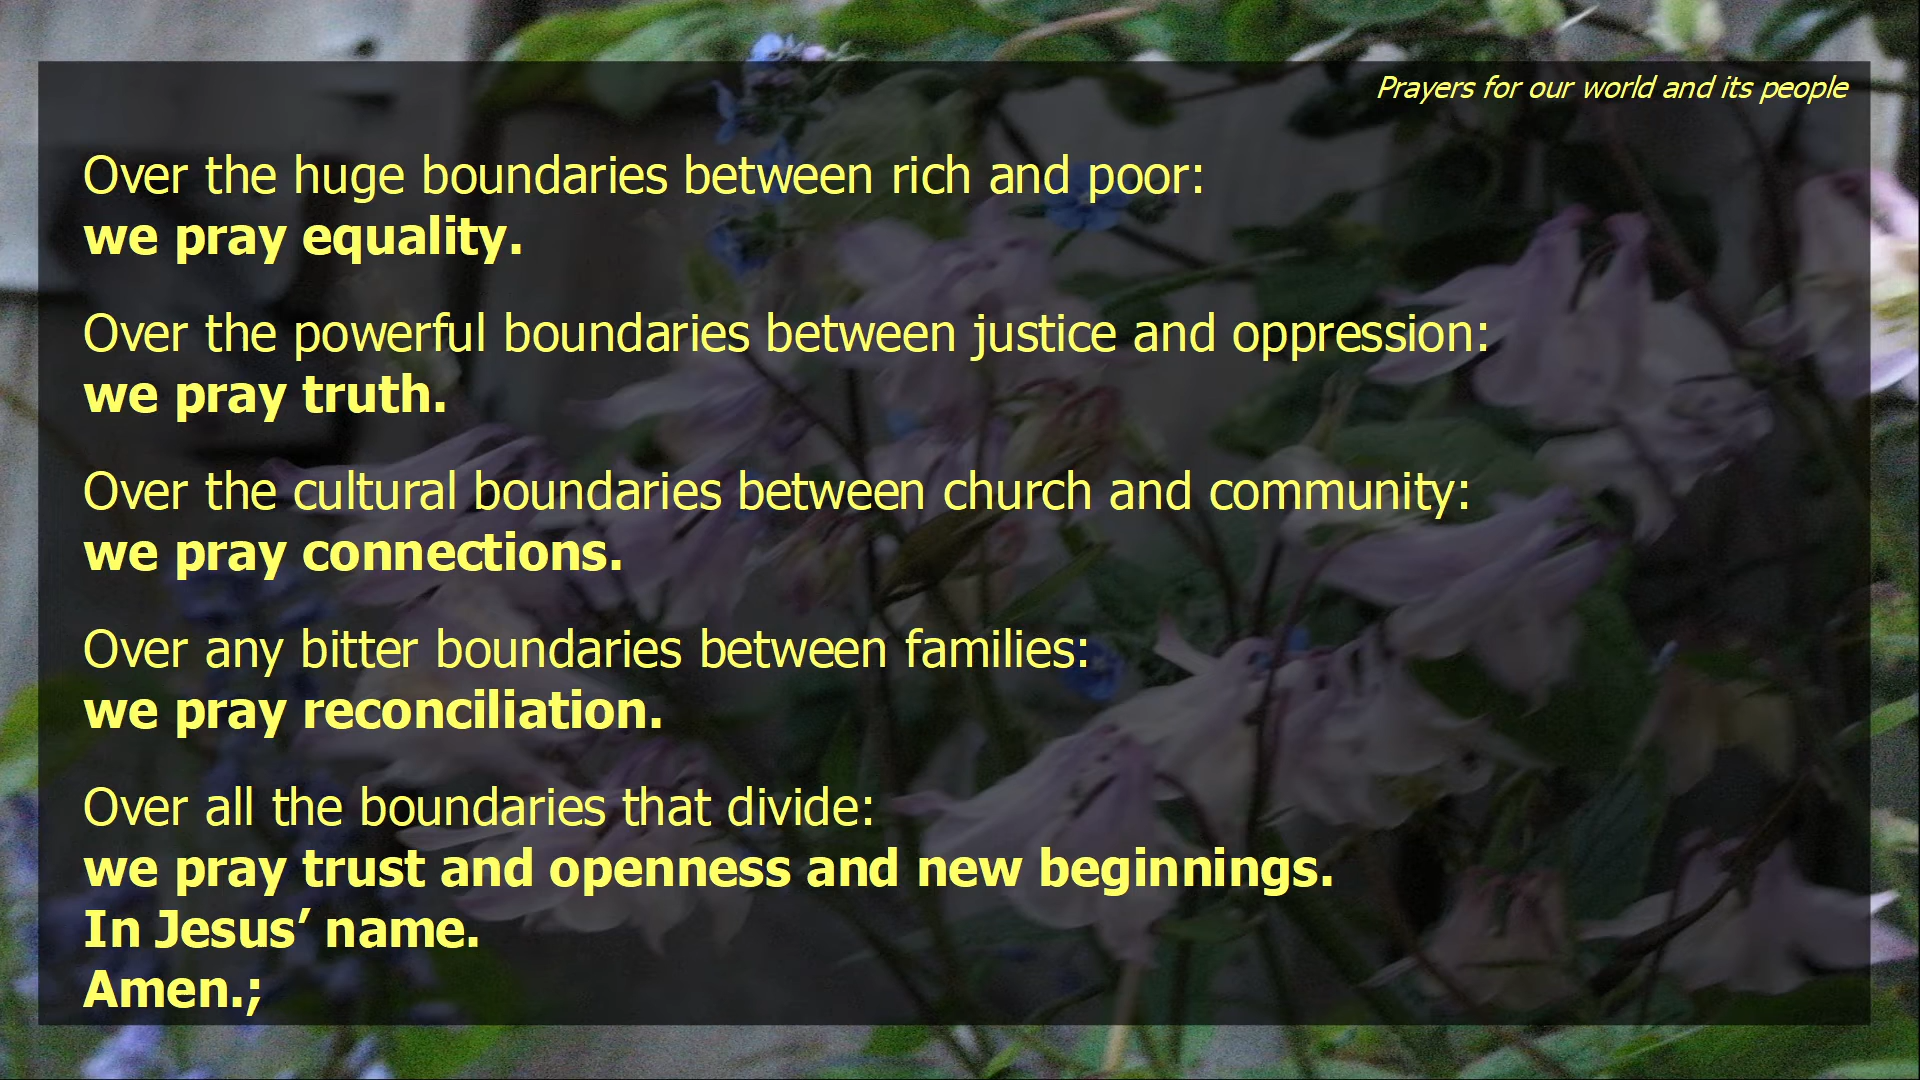 Prayers for our world and its people
Over the huge boundaries between rich and poor:
we pray equality.
Over the powerful boundaries between justice and oppression:
we pray truth.
Over the cultural boundaries between church and community:
we pray connections.
Over any bitter boundaries between families:
we pray reconciliation.
Over all the boundaries that divide:
we pray trust and openness and new beginnings.
In Jesus’ name.
Amen.;